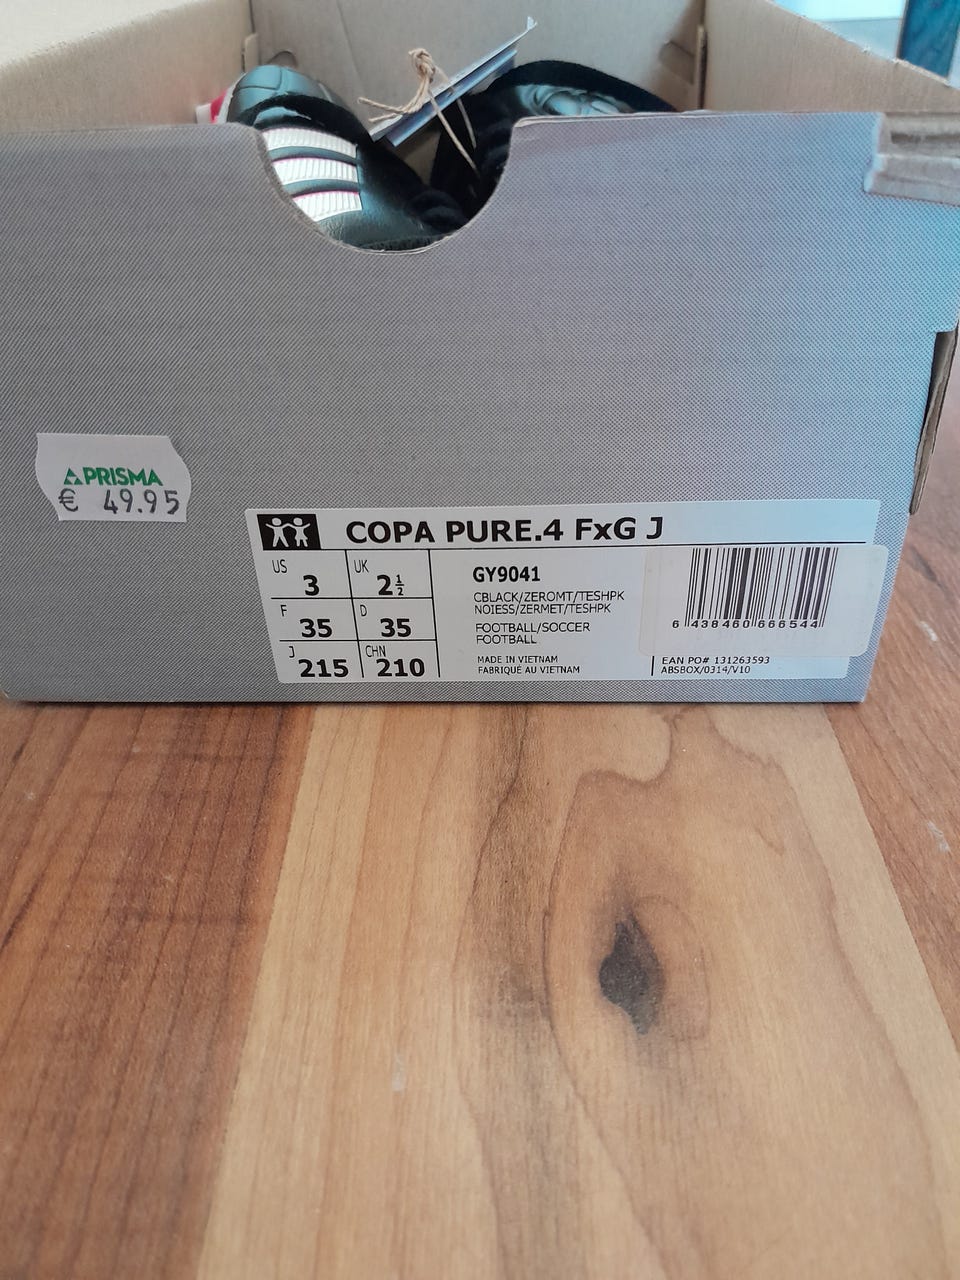 PRISMA
€ 49.95
COPA PURE.4 FxG J
US 3 UK 2½
F 35 D 35
J 215 CHN 210
GY9041
CBLACK/ZEROMT/TESHPK
NOIESS/ZERMET/TESHPK
FOOTBALL/SOCCER
FOOTBALL
MADE IN VIETNAM
FABRIQUÉ AU VIETNAM
6 438460 666544
EAN PO# 131263593
ABSBOX/0314/V10